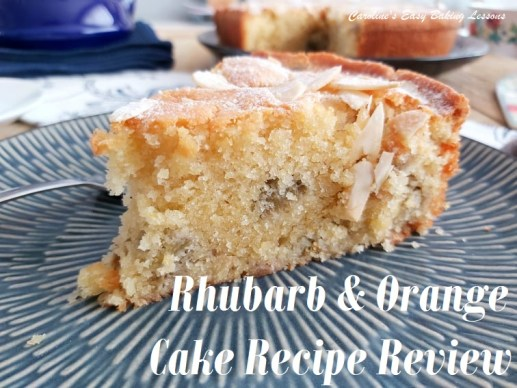 Caroline's Easy Baking Lessons
Rhubarb & Orange
Cake Recipe Review